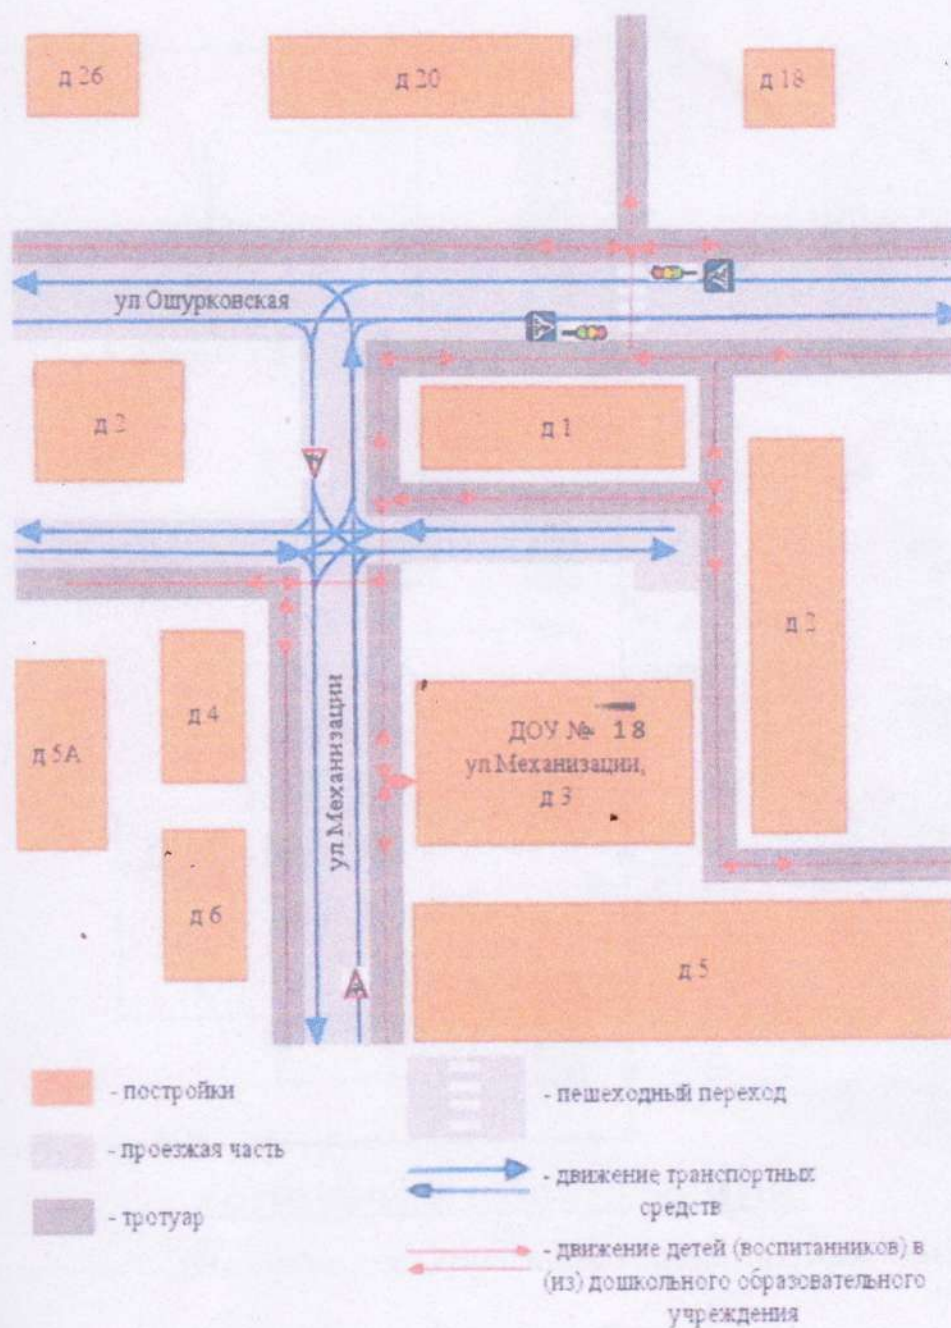 д 26
д 20
д 18
ул Ошурковская
д 2
д 1
д 2
д 4
д 5А
ул Механизации
ДОУ № 18
ул Механизации,
д 3
д 6
д 5
- постройки
- проезжая часть
- тротуар
- пешеходный переход
- движение транспортных
средств
- движение детей (воспитанников) в
(из) дошкольного образовательного
учреждения